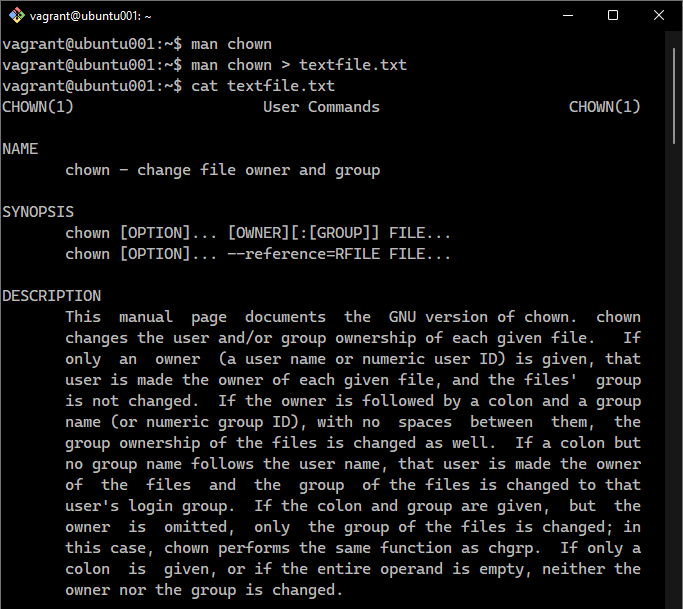 vagrant@ubuntu001: ~
vagrant@ubuntu001:~$ man chown
vagrant@ubuntu001:~$ man chown > textfile.txt
vagrant@ubuntu001:~$ cat textfile.txt
CHOWN(1)                     User Commands                     CHOWN(1)

NAME
       chown - change file owner and group

SYNOPSIS
       chown [OPTION]... [OWNER][:[GROUP]] FILE...
       chown [OPTION]... --reference=RFILE FILE...

DESCRIPTION
       This  manual  page  documents  the  GNU version of chown.  chown
       changes the user and/or group ownership of each given file.   If
       only  an  owner  (a user name or numeric user ID) is given, that
       user is made the owner of each given file, and the files'  group
       is not changed.  If the owner is followed by a colon and a group
       name (or numeric group ID), with no  spaces  between  them,  the
       group ownership of the files is changed as well.  If a colon but
       no group name follows the user name, that user is made the owner
       of  the  files  and  the  group  of the files is changed to that
       user's login group.  If the colon and group are given,  but  the
       owner  is  omitted,  only  the group of the files is changed; in
       this case, chown performs the same function as chgrp.  If only a
       colon  is  given, or if the entire operand is empty, neither the
       owner nor the group is changed.